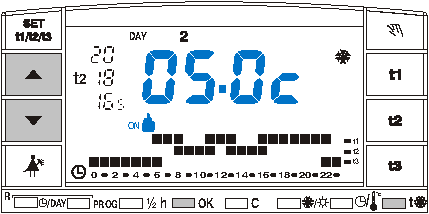 SET
t1/t2/t3
DAY 2
20
t2 18
16 5
05.0c
ON
t1
t2
t3
t1
t2
t3
0 2 4 6 8 10 12 14 16 18 20 22
R /DAY PROG ½ h OK C / / t